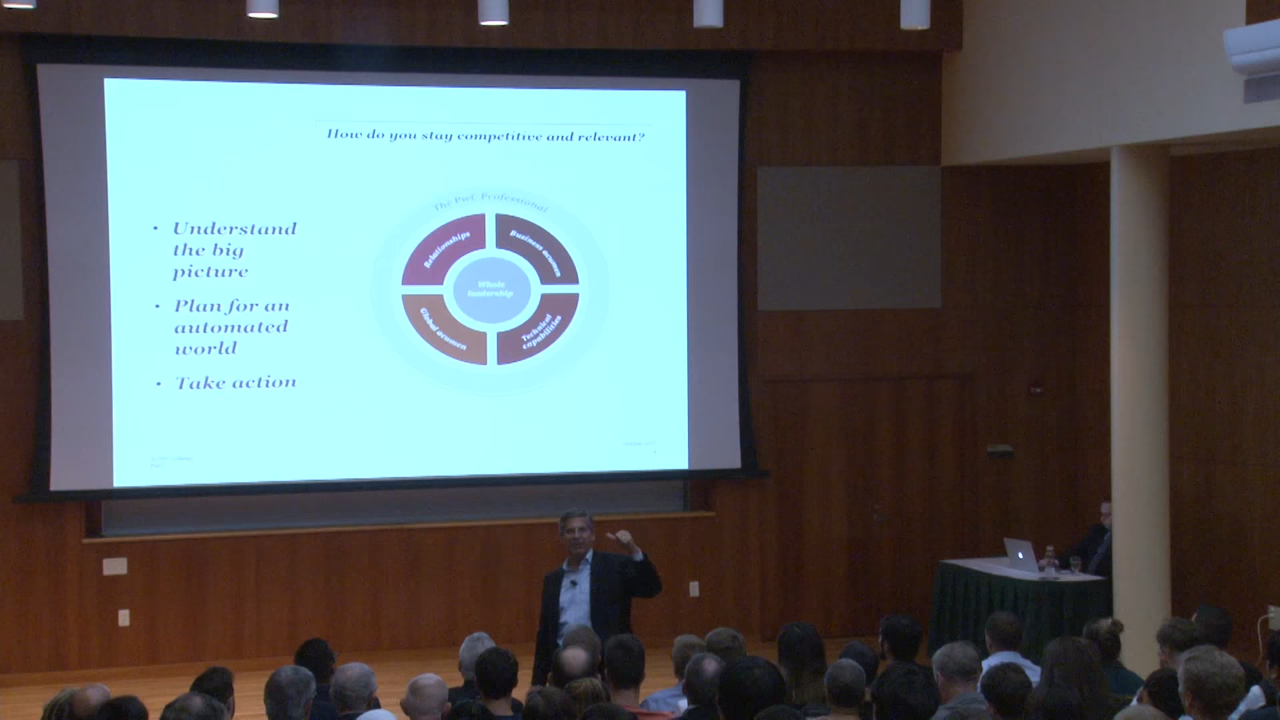 How do you stay competitive and relevant?
• Understand
the big
picture
• Plan for an
automated
world
• Take action
The PwC Professional
Relationships
Business acumen
Whole
leadership
Global acumen
Technical
capabilities